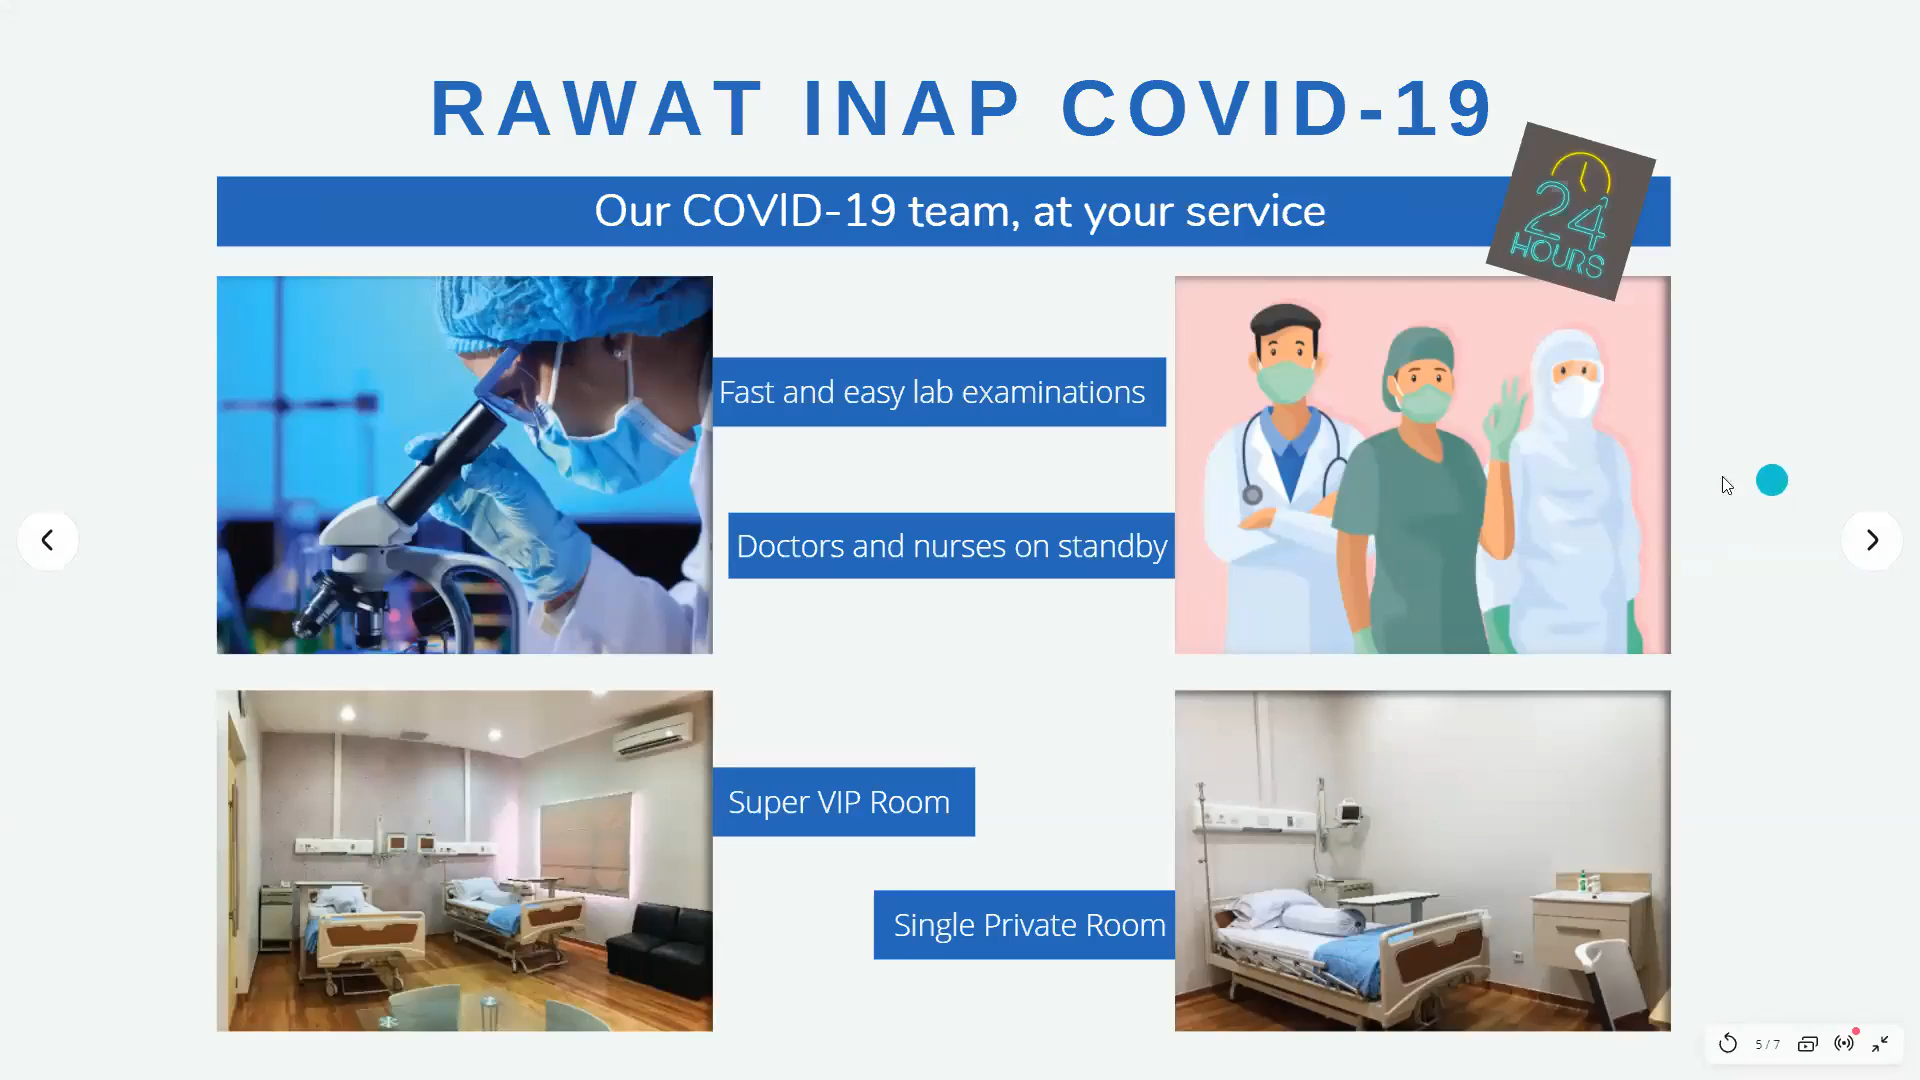 RAWAT INAP COVID-19
Our COVID-19 team, at your service
24
HOURS
Fast and easy lab examinations
Doctors and nurses on standby
Super VIP Room
Single Private Room
5 / 7